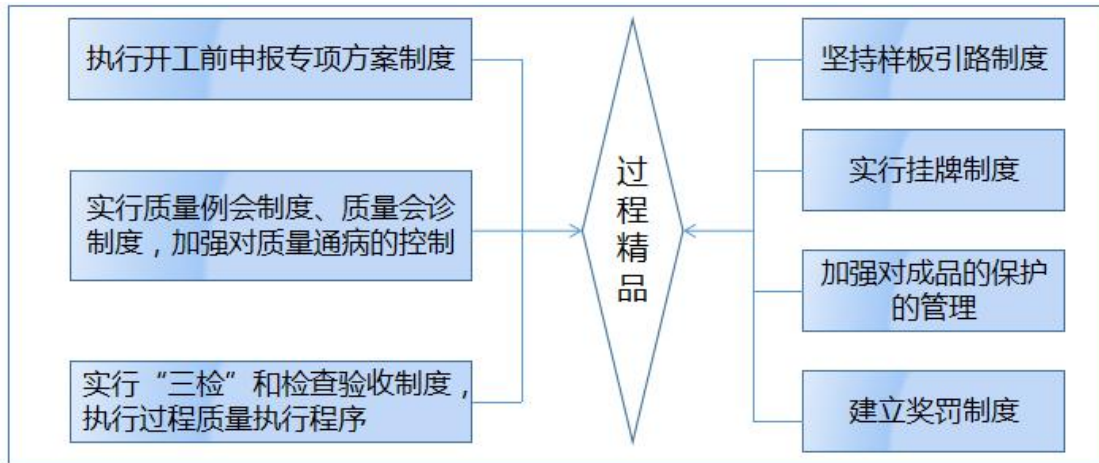 执行开工前申报专项方案制度
实行质量例会制度、质量会诊
制度，加强对质量通病的控制
实行“三检”和检查验收制度，
执行过程质量执行程序
过
程
精
品
坚持样板引路制度
实行挂牌制度
加强对成品的保护
的管理
建立奖罚制度